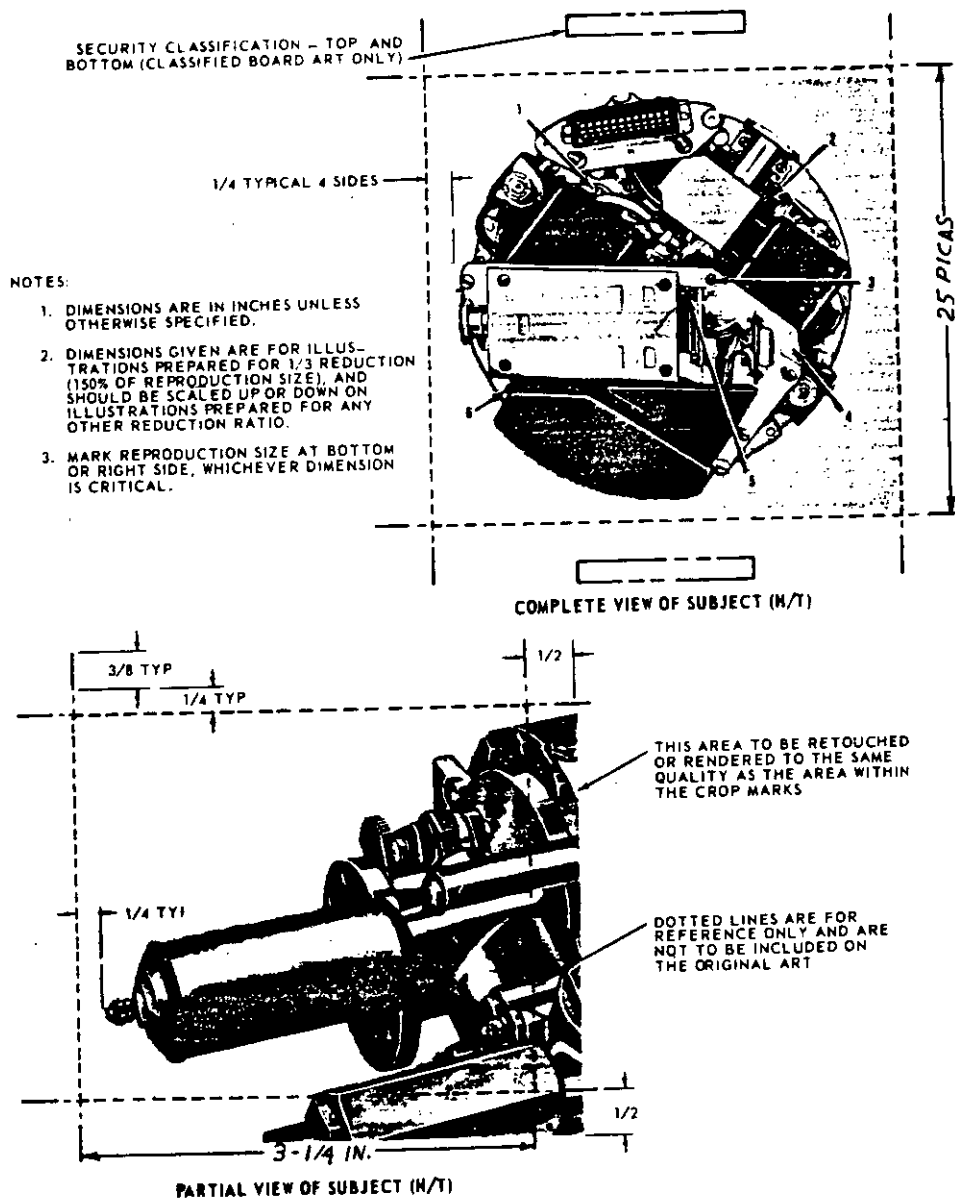 SECURITY CLASSIFICATION – TOP AND
BOTTOM (CLASSIFIED BOARD ART ONLY)
1/4 TYPICAL 4 SIDES
1
2
3
4
5
6
25 PICAS
NOTES:
1. DIMENSIONS ARE IN INCHES UNLESS
OTHERWISE SPECIFIED.
2. DIMENSIONS GIVEN ARE FOR ILLUS-
TRATIONS PREPARED FOR 1/3 REDUCTION
(150% OF REPRODUCTION SIZE), AND
SHOULD BE SCALED UP OR DOWN ON
ILLUSTRATIONS PREPARED FOR ANY
OTHER REDUCTION RATIO.
3. MARK REPRODUCTION SIZE AT BOTTOM
OR RIGHT SIDE, WHICHEVER DIMENSION
IS CRITICAL.
COMPLETE VIEW OF SUBJECT (H/T)
3/8 TYP
1/4 TYP
1/2
THIS AREA TO BE RETOUCHED
OR RENDERED TO THE SAME
QUALITY AS THE AREA WITHIN
THE CROP MARKS
1/4 TYI
DOTTED LINES ARE FOR
REFERENCE ONLY AND ARE
NOT TO BE INCLUDED ON
THE ORIGINAL ART
1/2
3-1/4 IN.
PARTIAL VIEW OF SUBJECT (H/T)